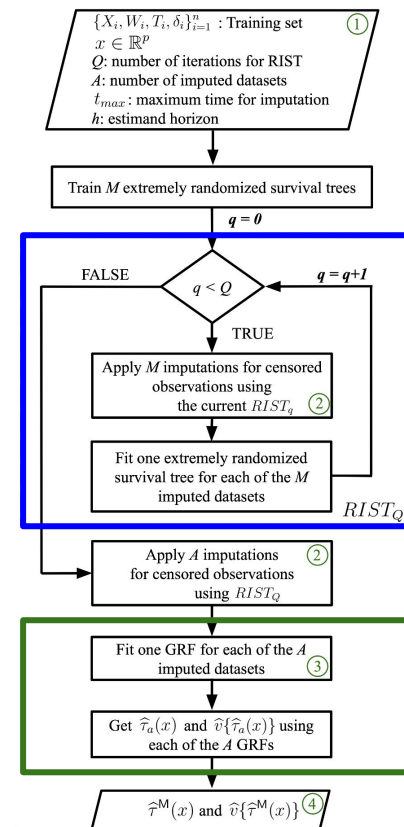 {X_i, W_i, T_i, δ_i}_{i=1}^n : Training set ①
x ∈ ℝ^p
Q: number of iterations for RIST
A: number of imputed datasets
t_{max}: maximum time for imputation
h: estimand horizon
Train M extremely randomized survival trees
q = 0
FALSE
q = q+1
q < Q
TRUE
Apply M imputations for censored
observations using
the current RIST_q ②
Fit one extremely randomized
survival tree for each of the M
imputed datasets
RIST_Q
Apply A imputations ②
for censored observations
using RIST_Q
Fit one GRF for each of the A
imputed datasets ③
Get τ̂_a(x) and v̂{τ̂_a(x)} using
each of the A GRFs
τ̂^M(x) and v̂{τ̂^M(x)} ④